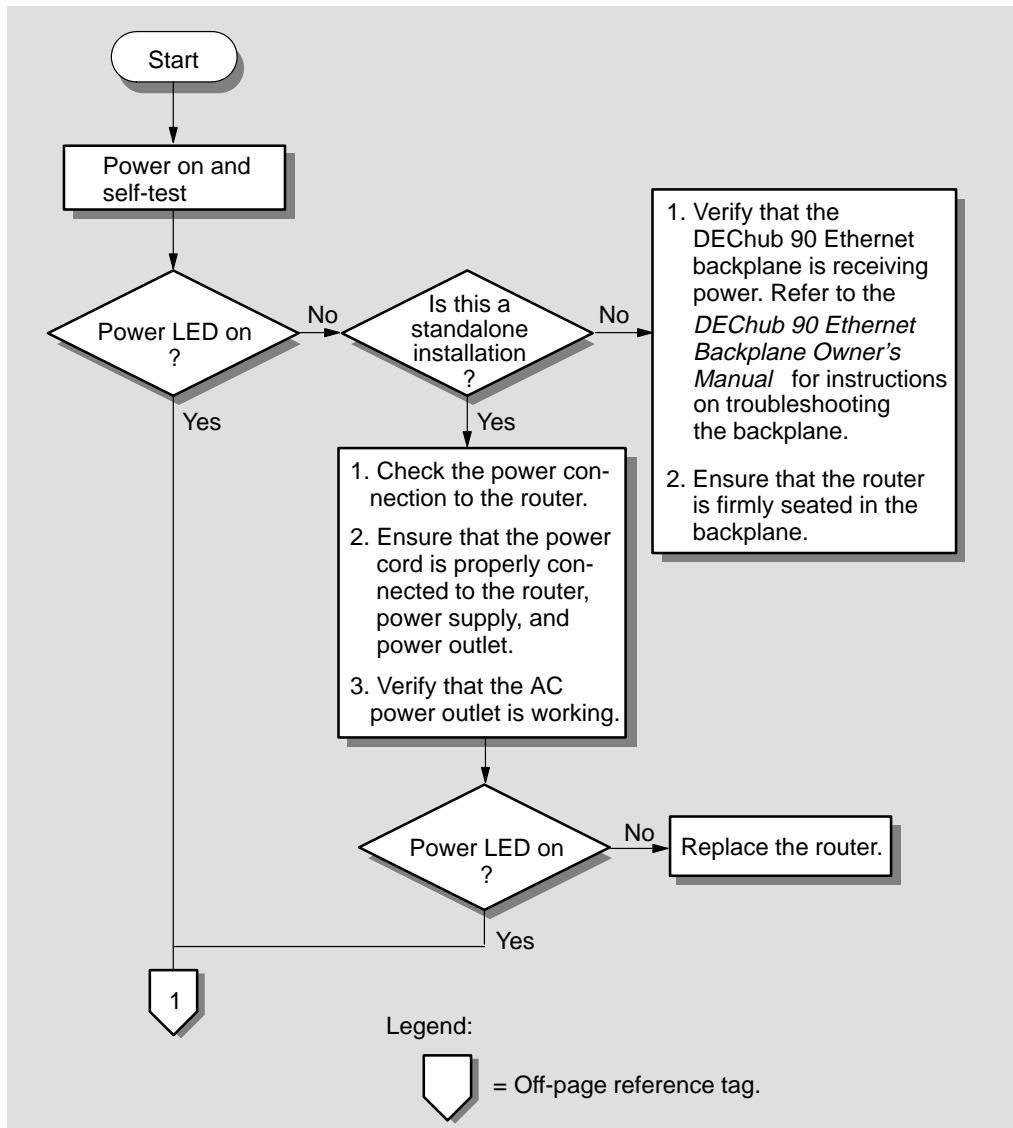 Start
Power on and
self-test
Power LED on
?
No
Yes
Is this a
standalone
installation
?
No
Yes
1. Verify that the
DEChub 90 Ethernet
backplane is receiving
power. Refer to the
DEChub 90 Ethernet
Backplane Owner's
Manual for instructions
on troubleshooting
the backplane.
2. Ensure that the router
is firmly seated in the
backplane.
1. Check the power con-
nection to the router.
2. Ensure that the power
cord is properly con-
nected to the router,
power supply, and
power outlet.
3. Verify that the AC
power outlet is working.
Power LED on
?
No
Replace the router.
Yes
1
Legend:
= Off-page reference tag.